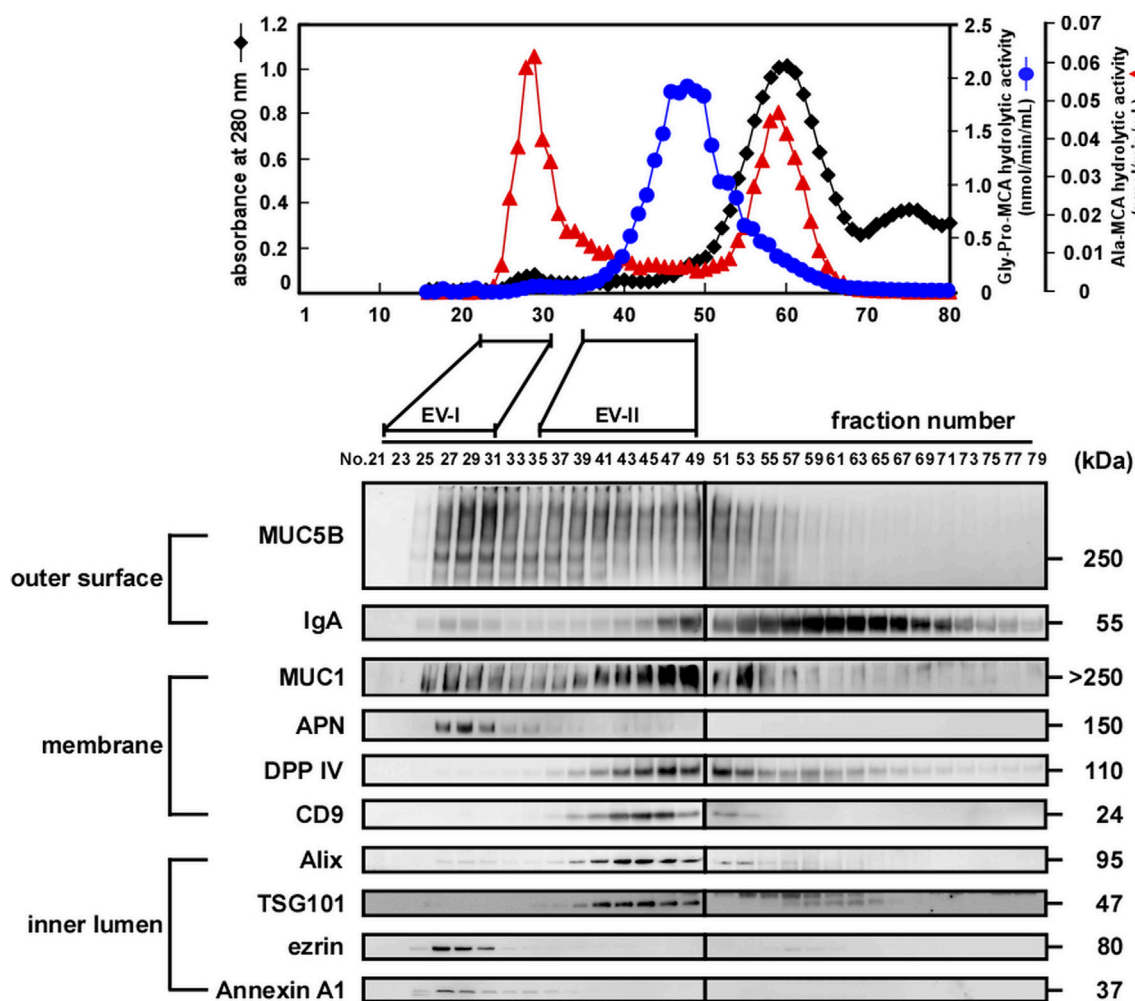 absorbance at 280 nm
1.2
1.0
0.8
0.6
0.4
0.2
0
2.5
2.0
1.5
1.0
0.5
0
Gly-Pro-MCA hydrolytic activity
(nmol/min/mL)
0.07
0.06
0.05
0.04
0.03
0.02
0.01
0
Ala-MCA hydrolytic activity
1 10 20 30 40 50 60 70 80
EV-I EV-II fraction number
No.21 23 25 27 29 31 33 35 37 39 41 43 45 47 49 51 53 55 57 59 61 63 65 67 69 71 73 75 77 79 (kDa)
outer surface
MUC5B 250
IgA 55
membrane
MUC1 >250
APN 150
DPP IV 110
CD9 24
inner lumen
Alix 95
TSG101 47
ezrin 80
Annexin A1 37